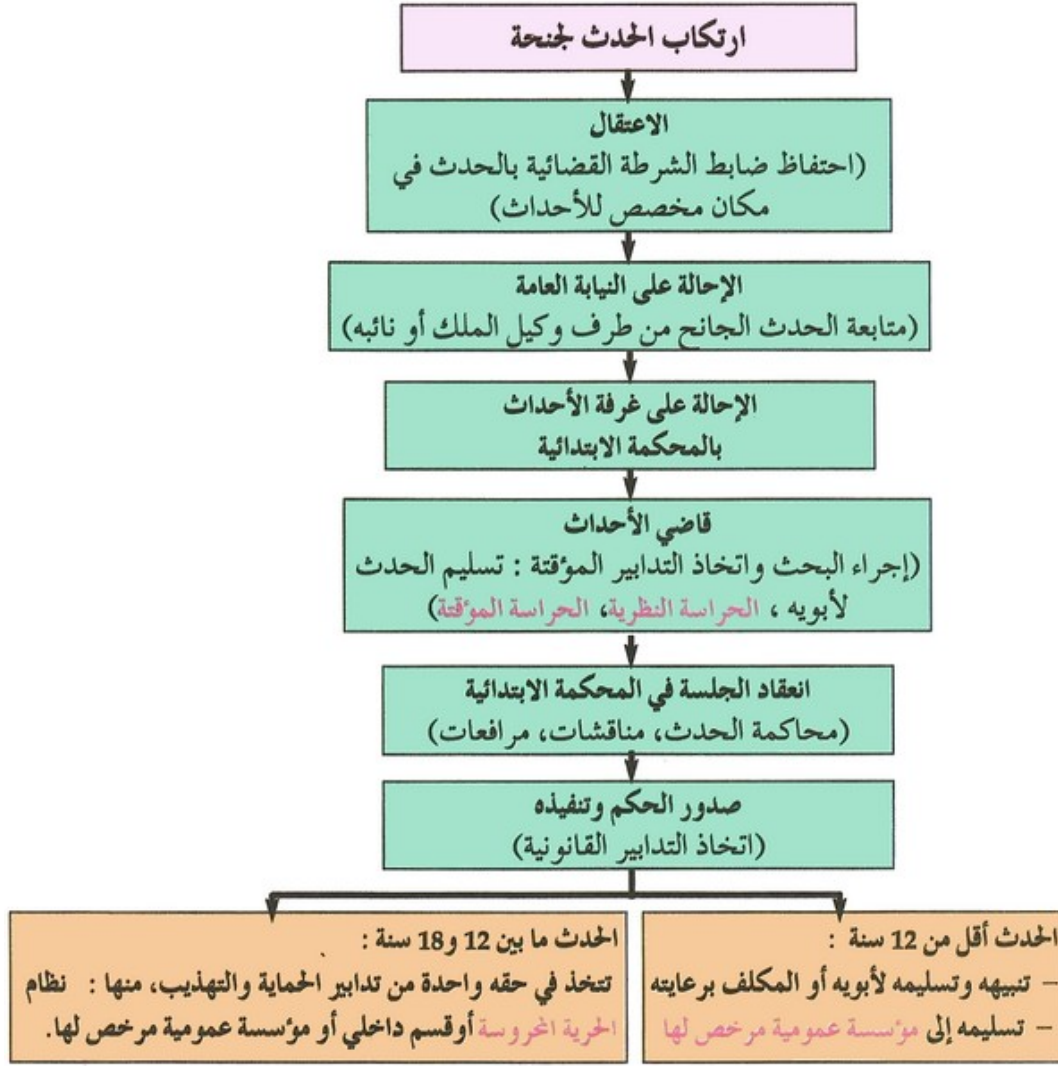 ارتكاب الحدث لجنحة
الاعتقال
(احتفاظ ضابط الشرطة القضائية بالحدث في
مكان مخصص للأحداث)
الإحالة على النيابة العامة
(متابعة الحدث الجانح من طرف وكيل الملك أو نائبه)
الإحالة على غرفة الأحداث
بالمحكمة الابتدائية
قاضي الأحداث
(إجراء البحث واتخاذ التدابير المؤقتة : تسليم الحدث
لأبويه ، الحراسة النظرية، الحراسة المؤقتة)
انعقاد الجلسة في المحكمة الابتدائية
(محاكمة الحدث، مناقشات، مرافعات)
صدور الحكم وتنفيذه
(اتخاذ التدابير القانونية)
الحدث أقل من 12 سنة :
– تنبيهه وتسليمه لأبويه أو المكلف برعايته
– تسليمه إلى مؤسسة عمومية مرخص لها
الحدث ما بين 12 و18 سنة :
تتخذ في حقه واحدة من تدابير الحماية والتهذيب، منها : نظام
الحرية المحروسة أوقسم داخلي أو مؤسسة عمومية مرخص لها.